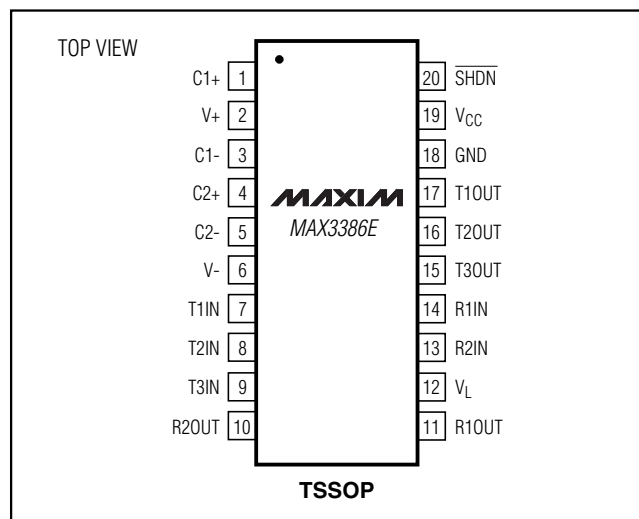 TOP VIEW
C1+ 1
V+ 2
C1- 3
C2+ 4
C2- 5
V- 6
T1IN 7
T2IN 8
T3IN 9
R2OUT 10
MAXIM
MAX3386E
20 SHDN
19 VCC
18 GND
17 T1OUT
16 T2OUT
15 T3OUT
14 R1IN
13 R2IN
12 VL
11 R1OUT
TSSOP